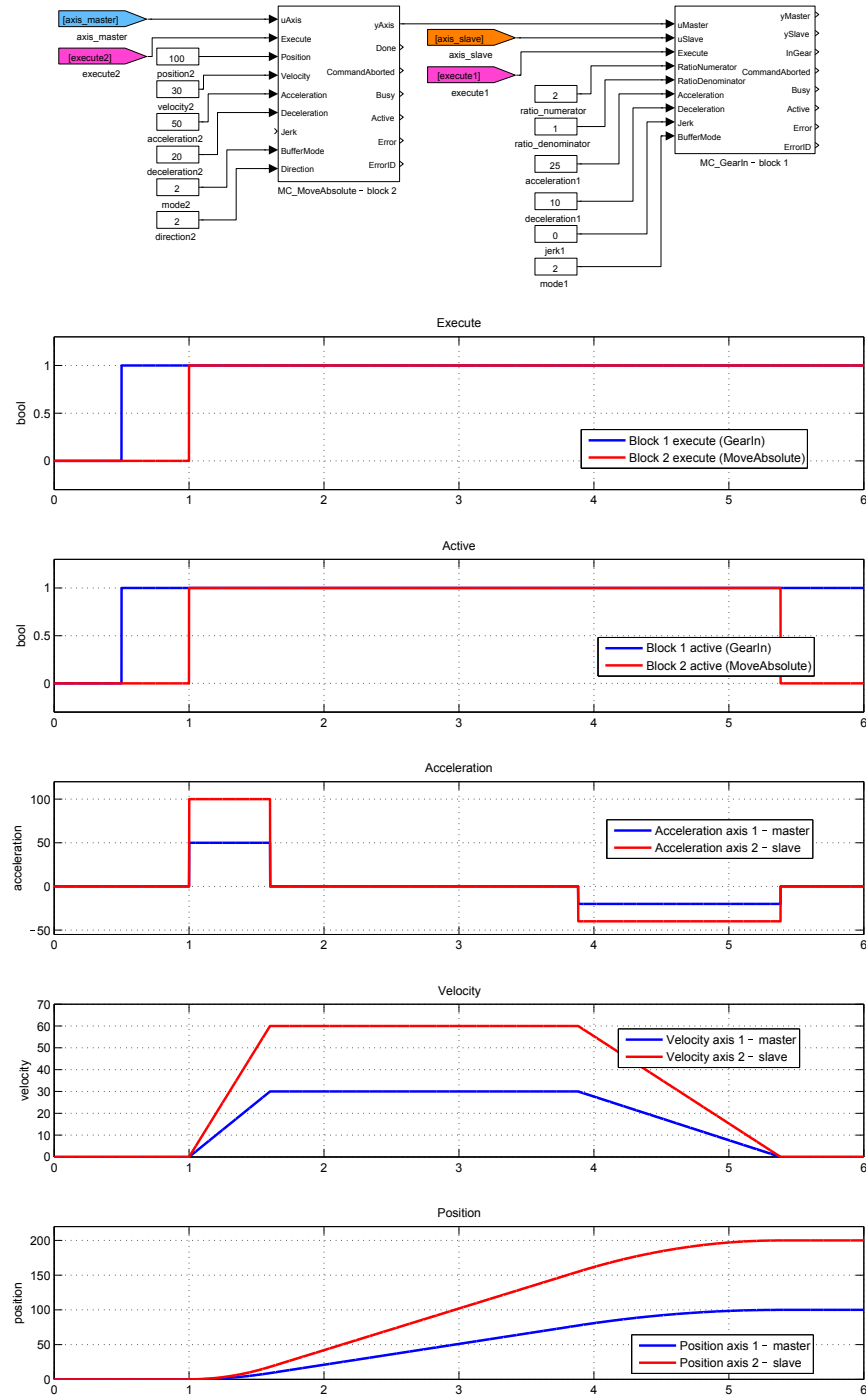 [axis_master]
axis_master
[execute2]
execute2
100
position2
30
velocity2
50
acceleration2
20
deceleration2
2
mode2
2
direction2
uAxis
Execute
Position
Velocity
Acceleration
Deceleration
Jerk
BufferMode
Direction
yAxis
Done
CommandAborted
Busy
Active
Error
ErrorID
MC_MoveAbsolute − block 2
[axis_slave]
axis_slave
[execute1]
execute1
2
ratio_numerator
1
ratio_denominator
25
acceleration1
10
deceleration1
0
jerk1
2
mode1
uMaster
uSlave
Execute
RatioNumerator
RatioDenominator
Acceleration
Deceleration
Jerk
BufferMode
yMaster
ySlave
InGear
CommandAborted
Busy
Active
Error
ErrorID
MC_GearIn − block 1
Execute
bool
1
0.5
0
Block 1 execute (GearIn)
Block 2 execute (MoveAbsolute)
0 1 2 3 4 5 6
Active
bool
1
0.5
0
Block 1 active (GearIn)
Block 2 active (MoveAbsolute)
0 1 2 3 4 5 6
Acceleration
acceleration
100
50
0
−50
Acceleration axis 1 − master
Acceleration axis 2 − slave
0 1 2 3 4 5 6
Velocity
velocity
70
60
50
40
30
20
10
0
Velocity axis 1 − master
Velocity axis 2 − slave
0 1 2 3 4 5 6
Position
position
200
150
100
50
0
Position axis 1 − master
Position axis 2 − slave
0 1 2 3 4 5 6